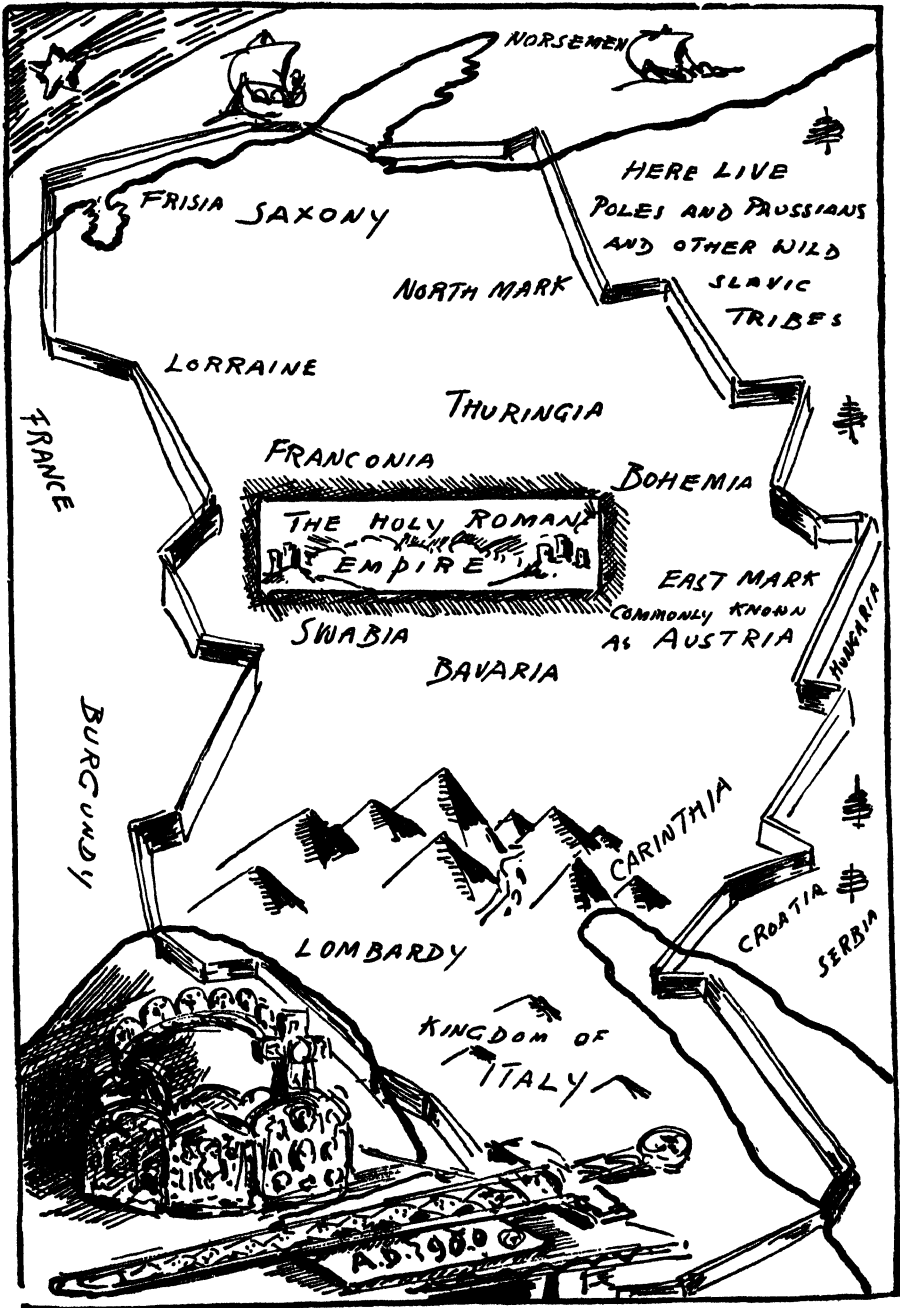 NORSEMEN
HERE LIVE
POLES AND PRUSSIANS
AND OTHER WILD
SLAVIC
TRIBES
FRISIA
SAXONY
NORTH MARK
LORRAINE
THURINGIA
FRANCE
FRANCONIA
BOHEMIA
THE HOLY ROMAN
EMPIRE
EAST MARK
COMMONLY KNOWN
AS AUSTRIA
HUNGARIA
SWABIA
BAVARIA
BURGUNDY
CARINTHIA
CROATIA
SERBIA
LOMBARDY
KINGDOM OF
ITALY
A.D. 900